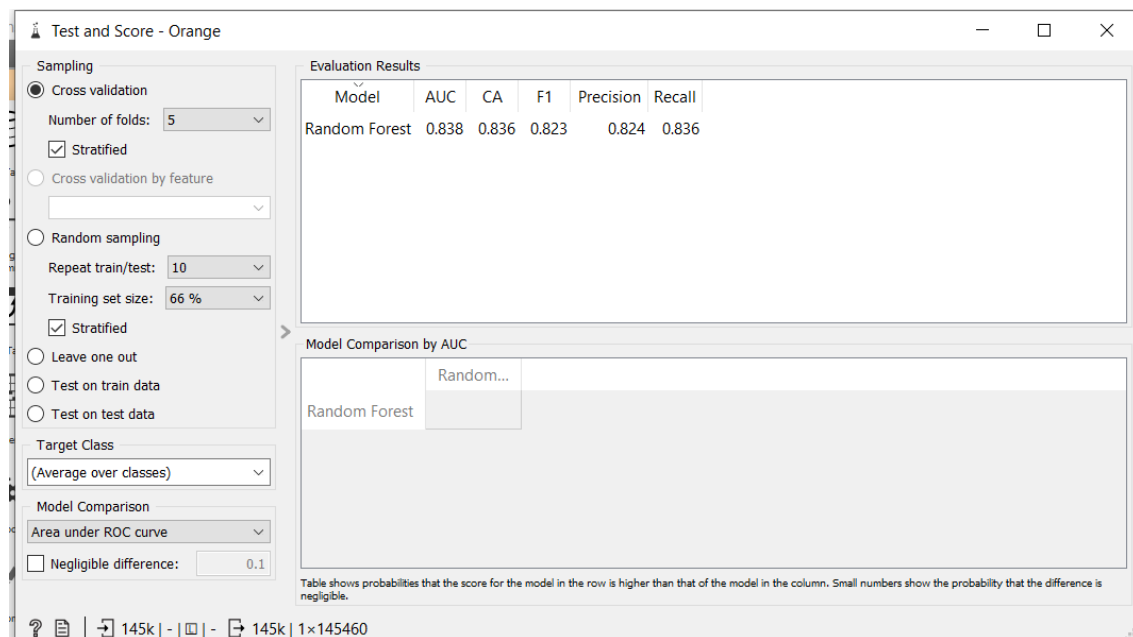 Test and Score - Orange
Sampling
Cross validation
Number of folds: 5
Stratified
Cross validation by feature
Random sampling
Repeat train/test: 10
Training set size: 66 %
Stratified
Leave one out
Test on train data
Test on test data
Target Class
(Average over classes)
Model Comparison
Area under ROC curve
Negligible difference: 0.1
Evaluation Results
Model AUC CA F1 Precision Recall
Random Forest 0.838 0.836 0.823 0.824 0.836
Model Comparison by AUC
Random...
Random Forest
Table shows probabilities that the score for the model in the row is higher than that of the model in the column. Small numbers show the probability that the difference is
negligible.
? 145k | - | - 145k | 1×145460